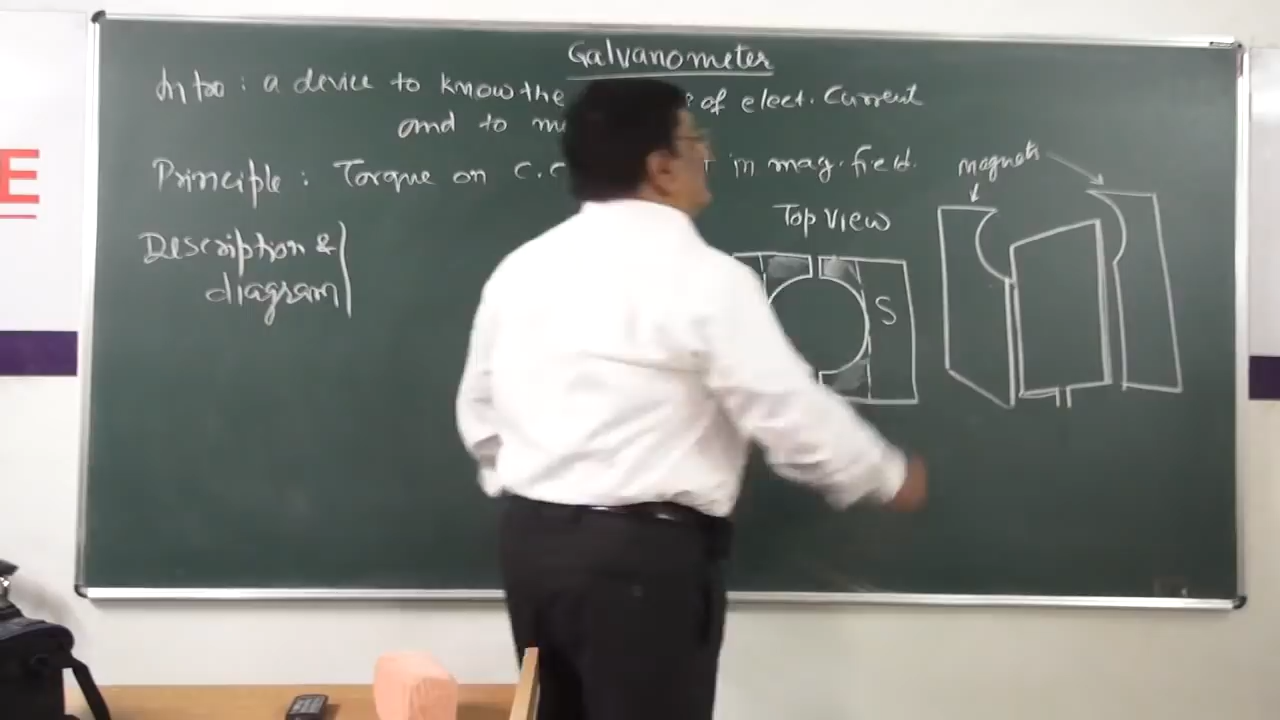 Galvanometer
Intro : a device to know the of elect. Current
and to
Principle : Torque on in mag. field.
Description &
diagram
Top View
S
magnets
E